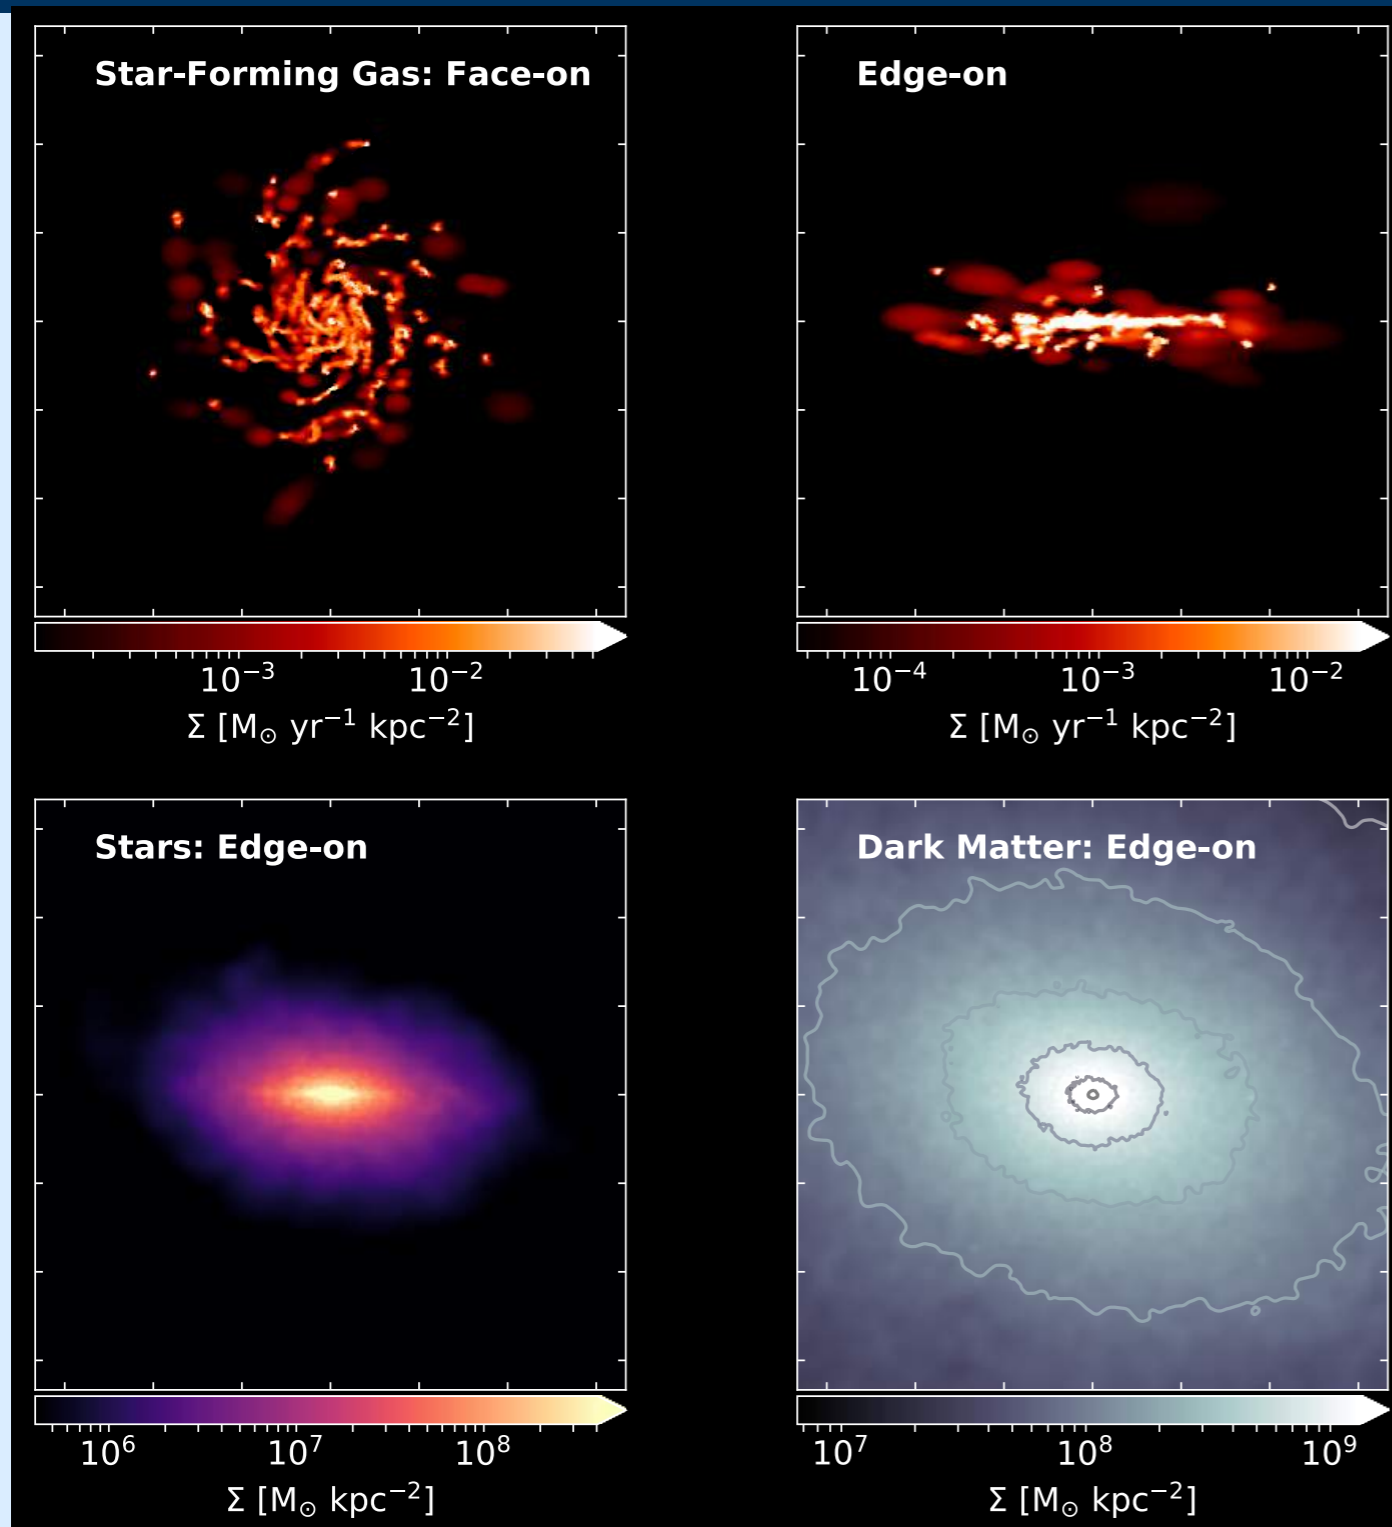 Star-Forming Gas: Face-on
Edge-on
10⁻³ 10⁻²
Σ [M⊙ yr⁻¹ kpc⁻²]
10⁻⁴ 10⁻³ 10⁻²
Σ [M⊙ yr⁻¹ kpc⁻²]
Stars: Edge-on
Dark Matter: Edge-on
10⁶ 10⁷ 10⁸
Σ [M⊙ kpc⁻²]
10⁷ 10⁸ 10⁹
Σ [M⊙ kpc⁻²]